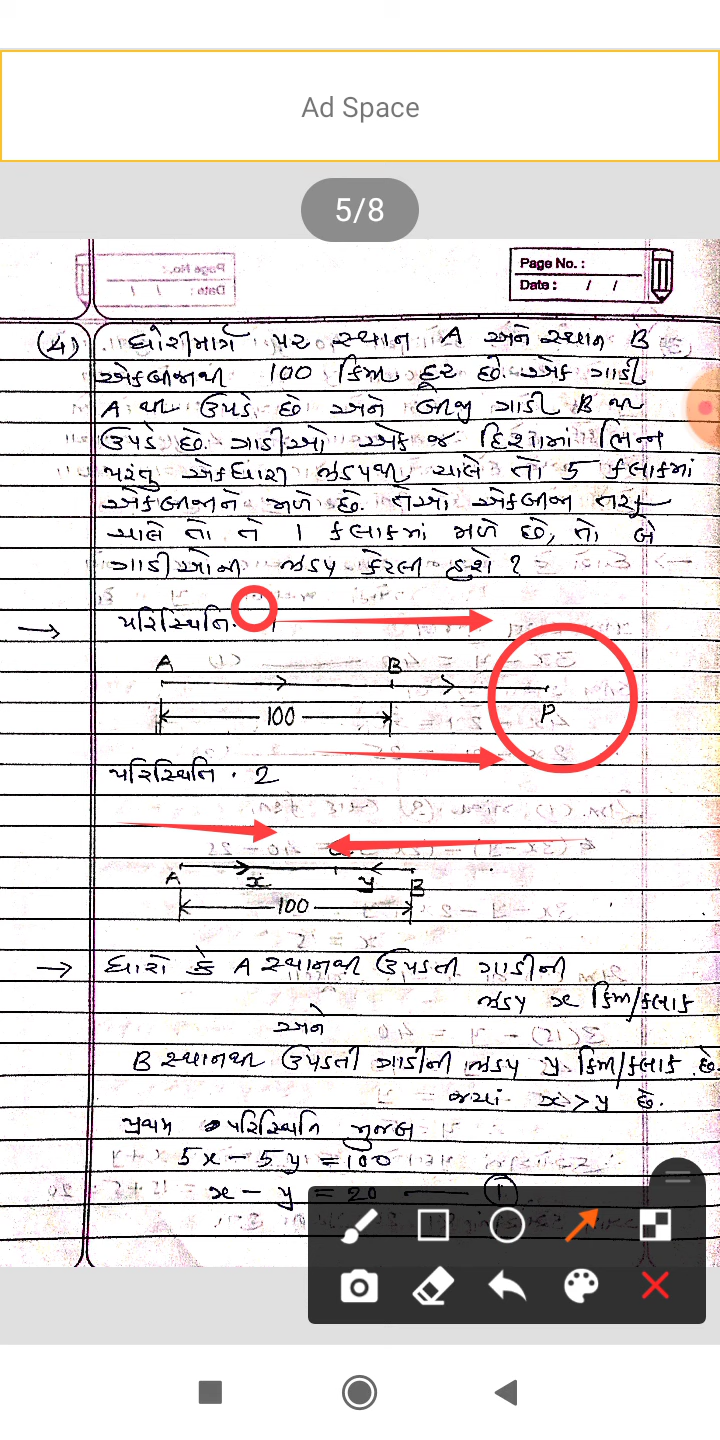 Ad Space
5/8
Page No. :
Date : / /
(4) ધોરીમાર્ગ પર સ્થાન A અને સ્થાન B
એકબીજાથી 100 કિમી દૂર છે. એક ગાડી
A થી ઉપડે છે અને બીજી ગાડી B થી
ઉપડે છે. ગાડીઓ એક જ દિશામાં ભિન્ન
પરંતુ એકધારી ઝડપથી ચાલે તો 5 કલાકમાં
એકબીજાને મળે છે. તેઓ એકબીજા તરફ
ચાલે તો તે 1 કલાકમાં મળે છે, તો બે
ગાડીઓની ઝડપ કેટલી હશે ?
→ પરિસ્થિતિ. 1
A B
100 P
પરિસ્થિતિ. 2
A x y B
100
→ ધારો કે A સ્થાનથી ઉપડતી ગાડીની
ઝડપ x કિમી/કલાક
અને
B સ્થાનથી ઉપડતી ગાડીની ઝડપ y કિમી/કલાક છે.
જ્યાં x > y છે.
પ્રથમ પરિસ્થિતિ મુજબ
5x - 5y = 100
x - y = 20 —— ①